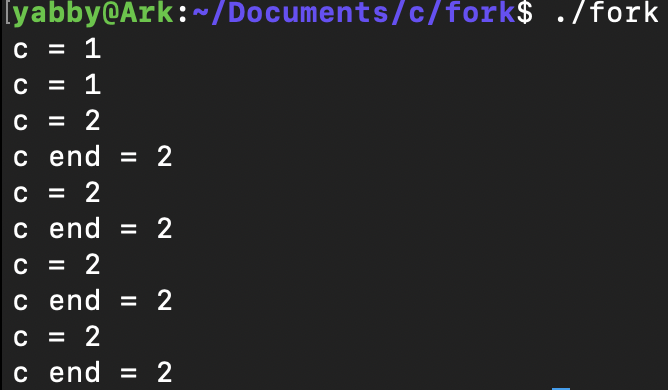 [yabby@Ark:~/Documents/c/fork$ ./fork
c = 1
c = 1
c = 2
c end = 2
c = 2
c end = 2
c = 2
c end = 2
c = 2
c end = 2